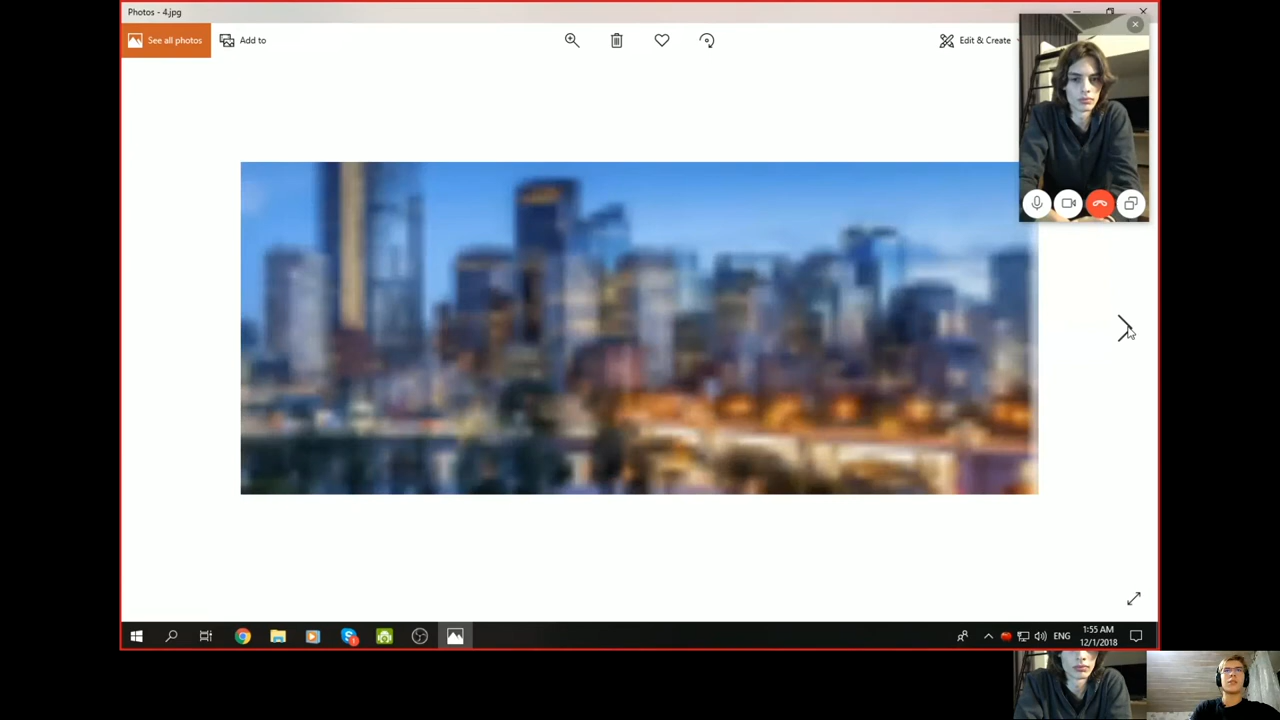 Photos - 4.jpg
See all photos
Add to
Edit & Create
ENG
1:55 AM
12/1/2018